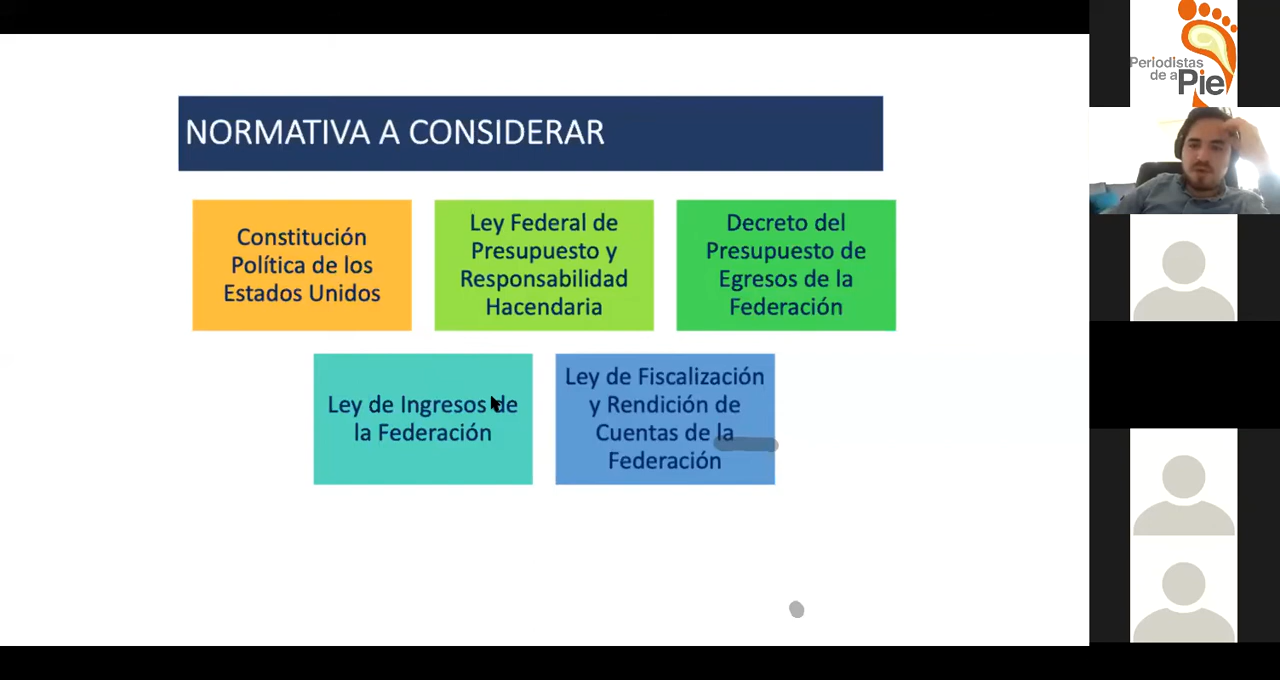 NORMATIVA A CONSIDERAR
Constitución
Política de los
Estados Unidos
Ley Federal de
Presupuesto y
Responsabilidad
Hacendaria
Decreto del
Presupuesto de
Egresos de la
Federación
Ley de Ingresos de
la Federación
Ley de Fiscalización
y Rendición de
Cuentas de la
Federación
Periodistas
de a
Pie